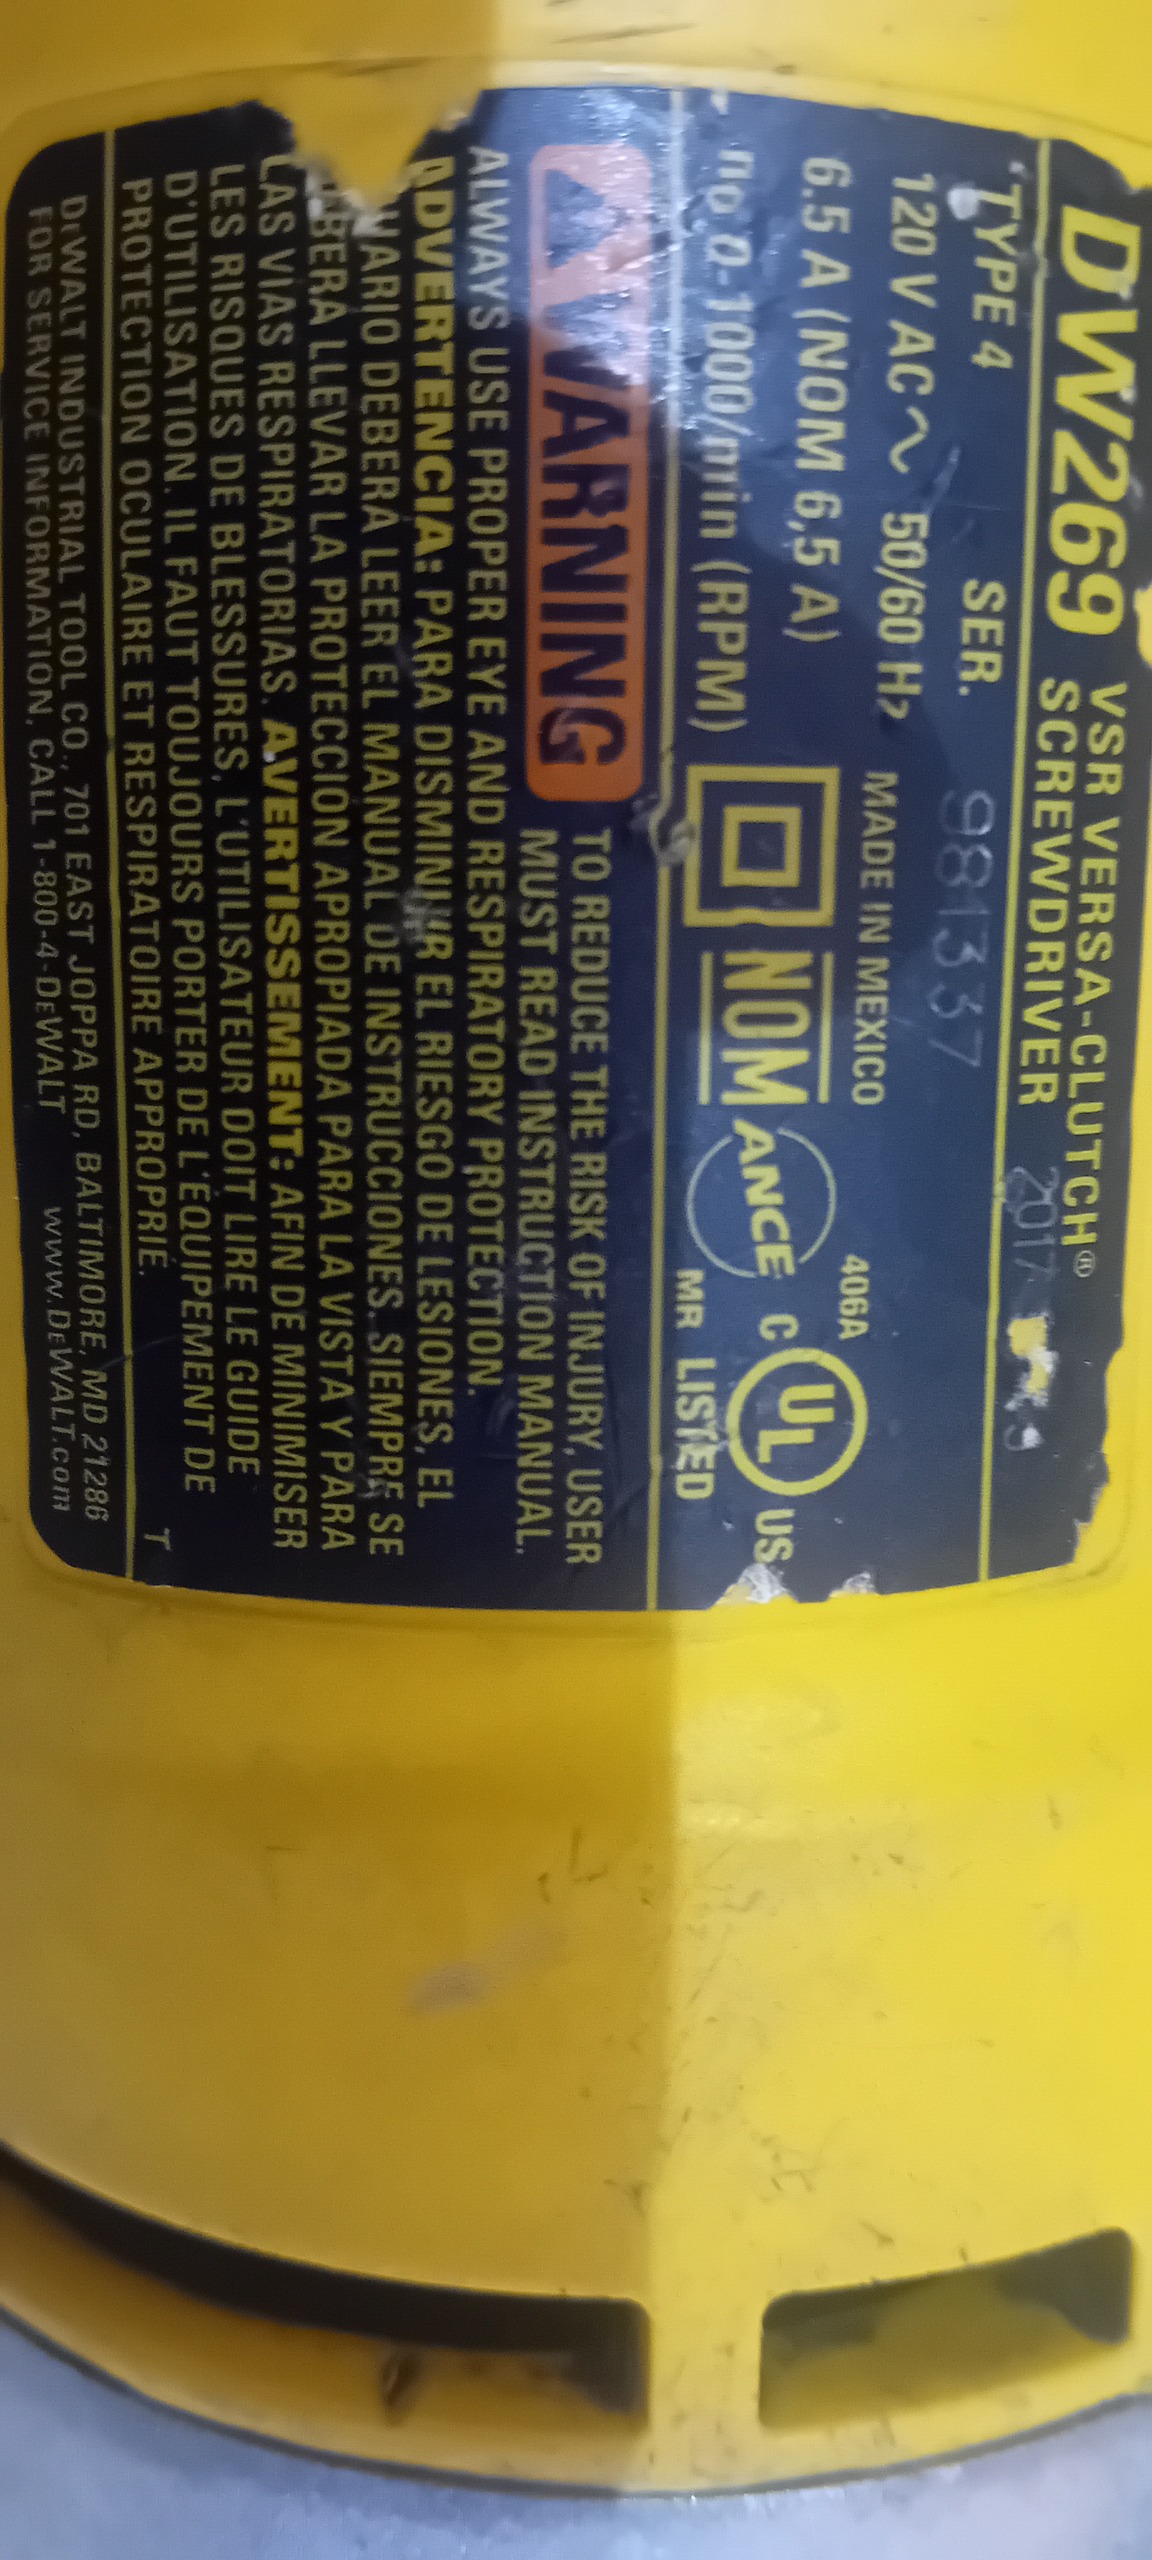 DW269 VSR VERSA-CLUTCH®
SCREWDRIVER
2017
TYPE 4 SER. 981337
120 V AC ~ 50/60 Hz MADE IN MEXICO
6.5 A (NOM 6,5 A)
no 0-1000/min (RPM)
NOM ANCE
406A
C UL US
MR LISTED
WARNING TO REDUCE THE RISK OF INJURY, USER
MUST READ INSTRUCTION MANUAL.
ALWAYS USE PROPER EYE AND RESPIRATORY PROTECTION.
ADVERTENCIA: PARA DISMINUIR EL RIESGO DE LESIONES, EL
DEBERÁ LEER EL MANUAL DE INSTRUCCIONES. SIEMPRE SE
LLEVAR LA PROTECCIÓN APROPIADA PARA LA VISTA Y PARA
LAS VIAS RESPIRATORIAS. AVERTISSEMENT: AFIN DE MINIMISER
LES RISQUES DE BLESSURES, L'UTILISATEUR DOIT LIRE LE GUIDE
D'UTILISATION. IL FAUT TOUJOURS PORTER DE L'ÉQUIPEMENT DE
PROTECTION OCULAIRE ET RESPIRATOIRE APPROPRIÉ.
T
DEWALT INDUSTRIAL TOOL CO., 701 EAST JOPPA RD, BALTIMORE, MD 21286
FOR SERVICE INFORMATION, CALL 1-800-4-DEWALT www.DEWALT.com